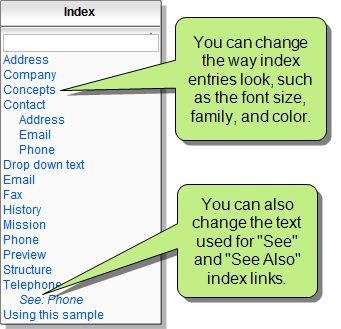 Index
Address
Company
Concepts
Contact
Address
Email
Phone
Drop down text
Email
Fax
History
Mission
Phone
Preview
Structure
Telephone
See: Phone
Using this sample
You can change
the way index
entries look, such
as the font size,
family, and color.
You can also
change the text
used for "See"
and "See Also"
index links.